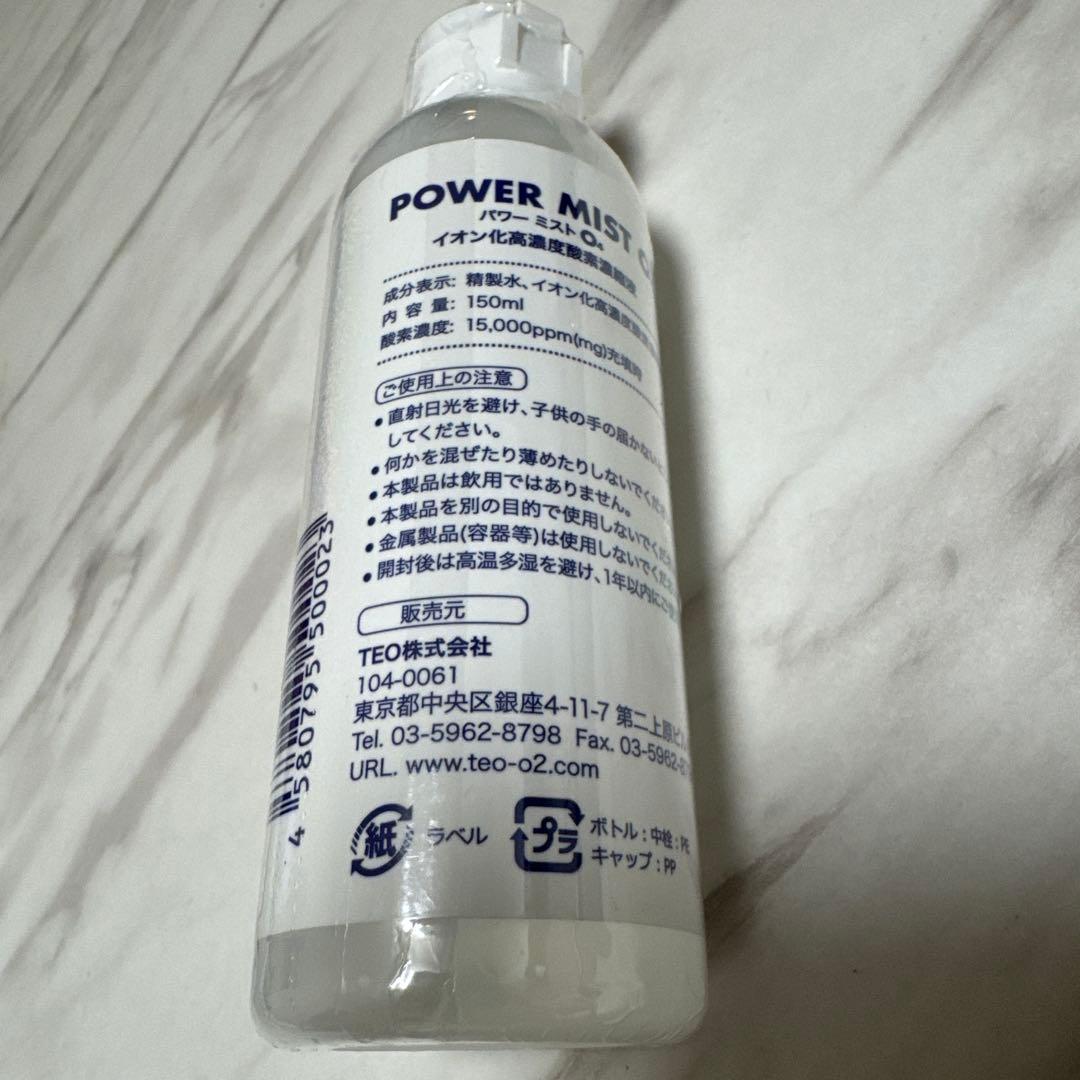 POWER MIST
パワー ミスト O₄
イオン化高濃度酸素濃縮液
成分表示: 精製水、イオン化高濃度
内容量: 150ml
酸素濃度: 15,000ppm(mg)充填時
ご使用上の注意
●直射日光を避け、子供の手の届かない
してください。
●何かを混ぜたり薄めたりしないでくだ
●本製品は飲用ではありません。
●本製品を別の目的で使用しないでくだ
●金属製品(容器等)は使用しないでくだ
●開封後は高温多湿を避け、1年以内にご
販売元
TEO株式会社
104-0061
東京都中央区銀座4-11-7 第二上原ビル
Tel. 03-5962-8798 Fax. 03-5962-87
URL. www.teo-o2.com
紙 ラベル
プラ ボトル:中栓:PE
キャップ:PP
4 580795 500023